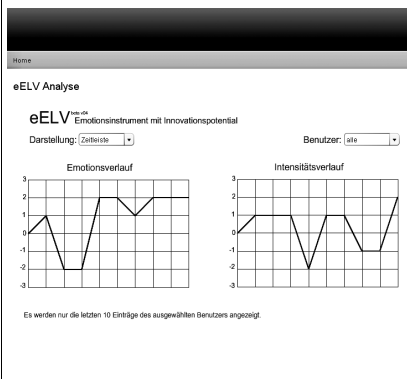 Home
eELV Analyse
eELV beta v04 Emotionsinstrument mit Innovationspotential
Darstellung: Zeitleiste Benutzer: alle
Emotionsverlauf
3
2
1
0
-1
-2
-3
Intensitätsverlauf
3
2
1
0
-1
-2
-3
Es werden nur die letzten 10 Einträge des ausgewählten Benutzers angezeigt.